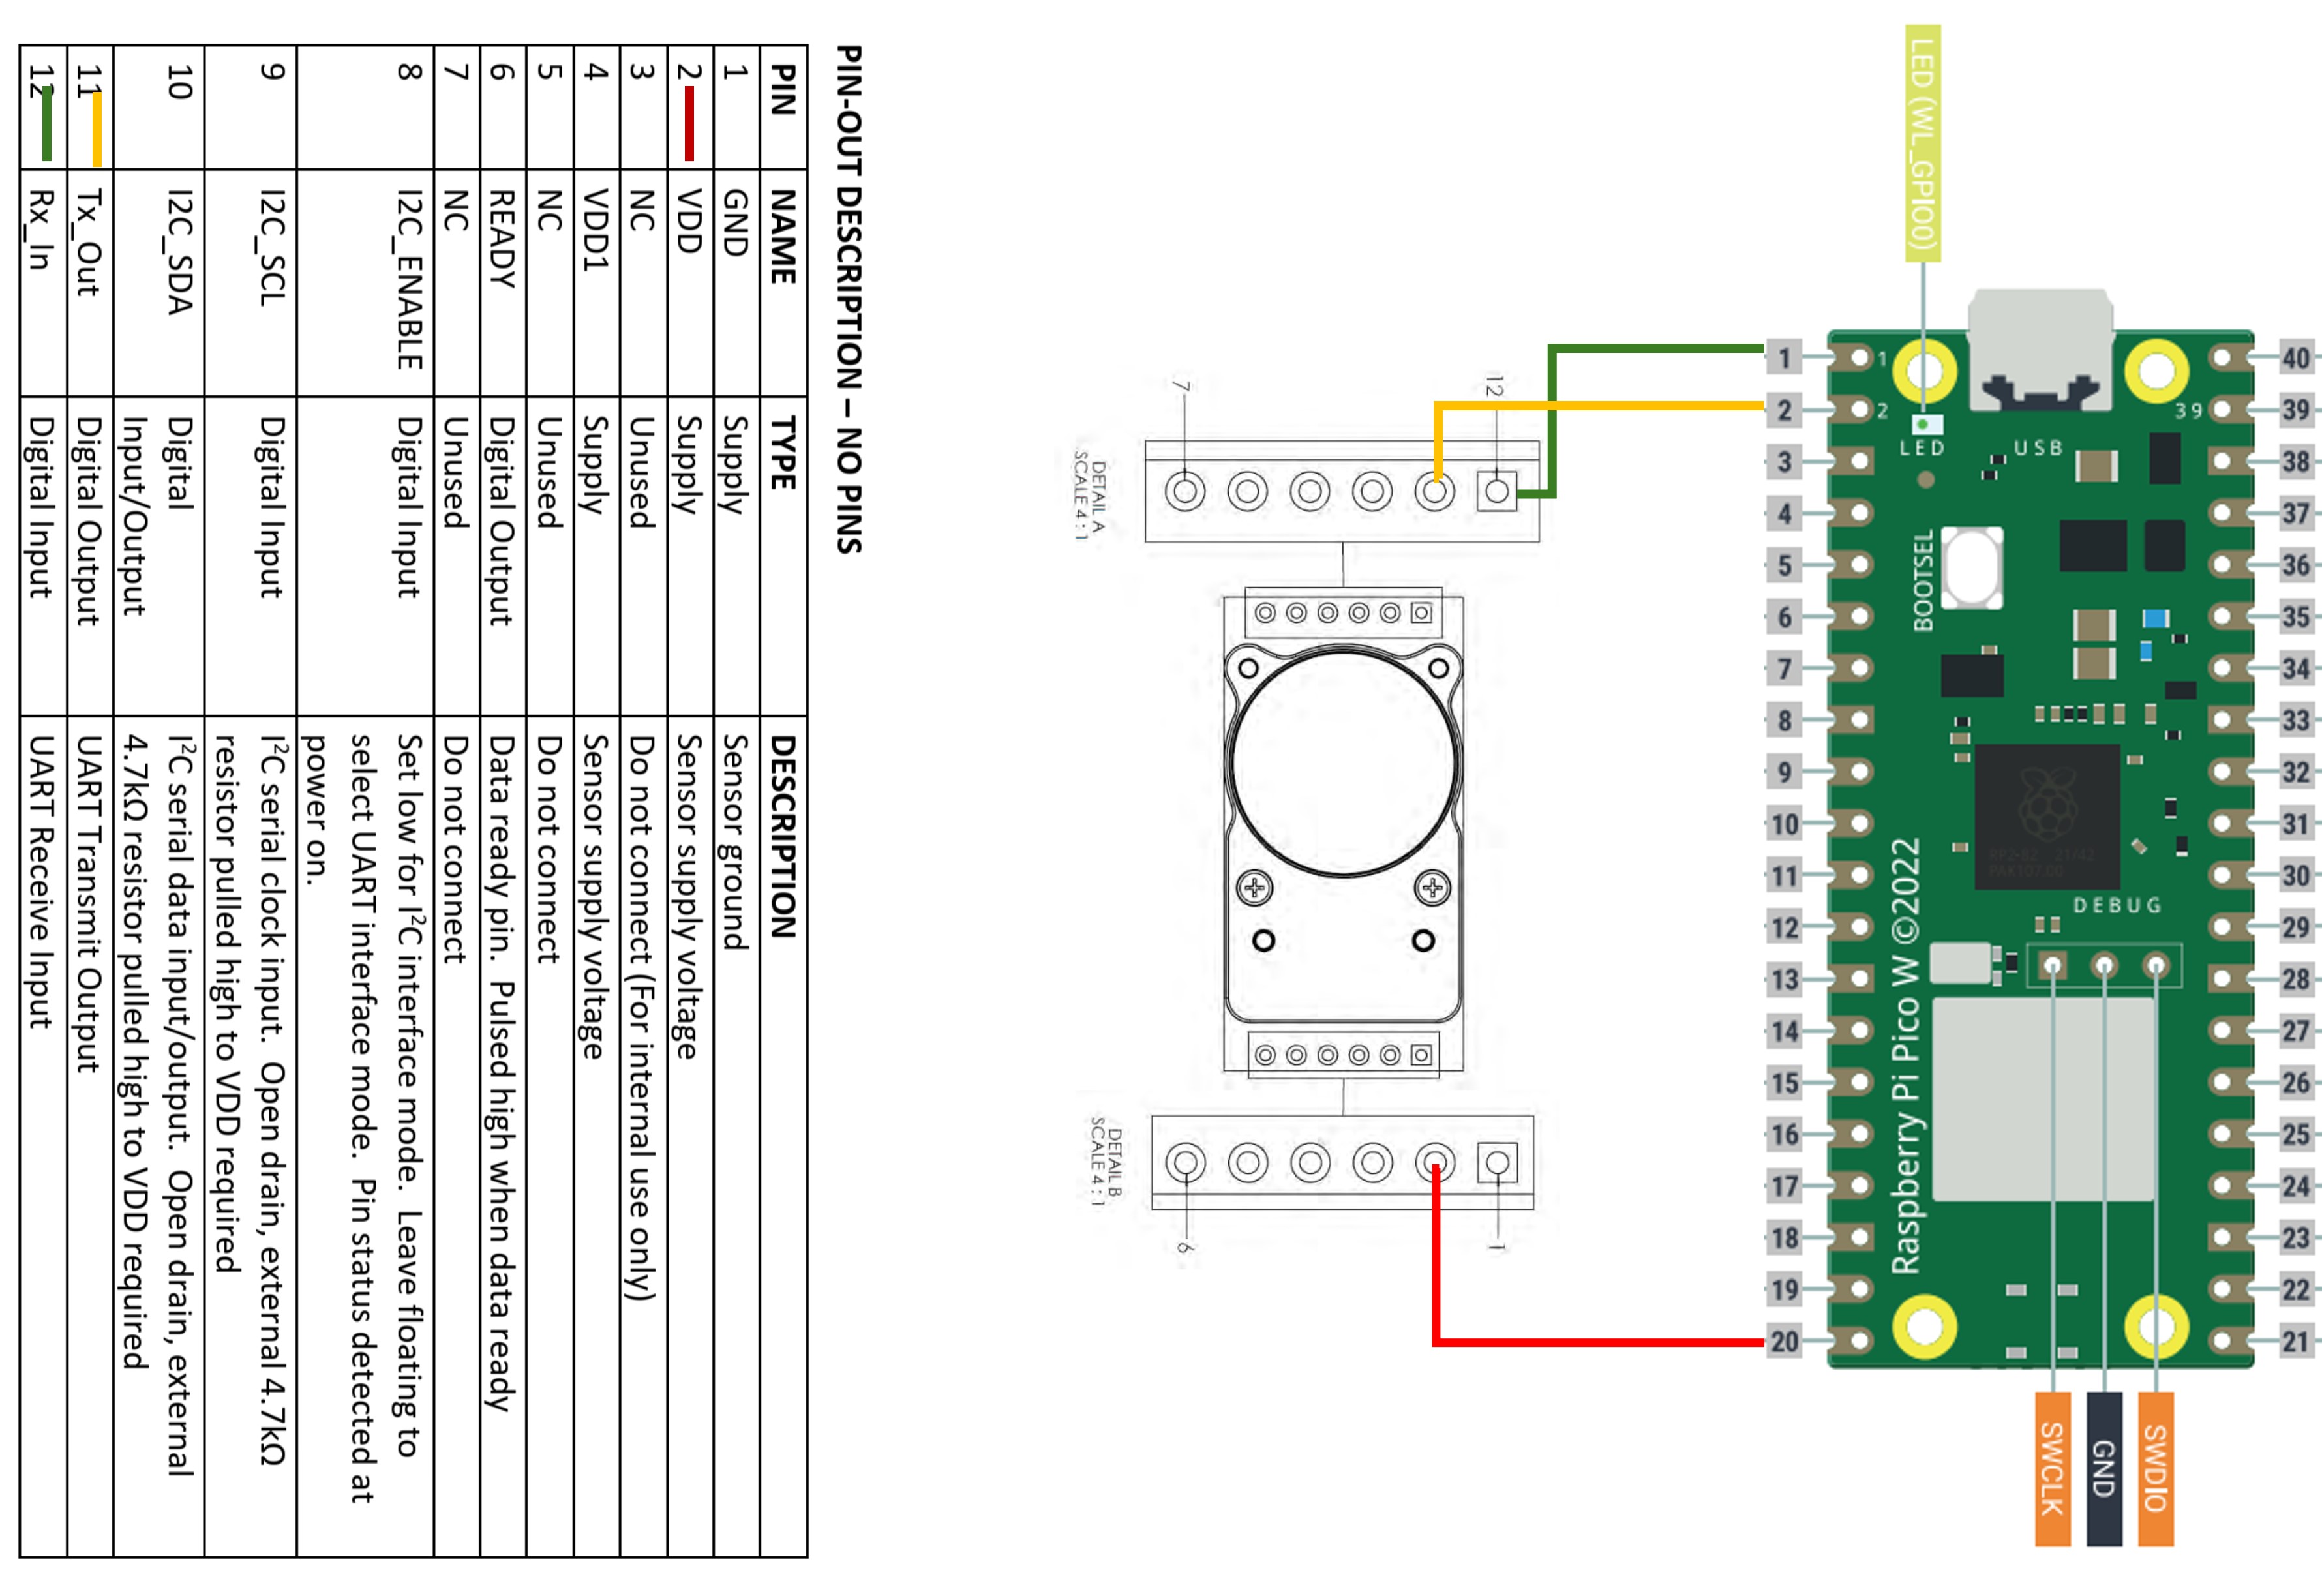 40 39 38 37 36 35 34 33 32 31 30 29 28 27 26 25 24 23 22 21
39
DEBUG
SWDIO
GND
SWCLK
USB
LED (WL_GPIO0)
LED
BOOTSEL
Raspberry Pi Pico W ©2022
1 2
1 2 3 4 5 6 7 8 9 10 11 12 13 14 15 16 17 18 19 20
12
1
7
6
DETAIL A
SCALE 4 : 1
DETAIL B
SCALE 4 : 1
PIN-OUT DESCRIPTION – NO PINS
PIN NAME TYPE DESCRIPTION
1 GND Supply Sensor ground
2 VDD Supply Sensor supply voltage
3 NC Unused Do not connect (For internal use only)
4 VDD1 Supply Sensor supply voltage
5 NC Unused Do not connect
6 READY Digital Output Data ready pin. Pulsed high when data ready
7 NC Unused Do not connect
8 I2C_ENABLE Digital Input Set low for I²C interface mode. Leave floating to
select UART interface mode. Pin status detected at
power on.
9 I2C_SCL Digital Input I²C serial clock input. Open drain, external 4.7kΩ
resistor pulled high to VDD required
10 I2C_SDA Digital I²C serial data input/output. Open drain, external
Input/Output 4.7kΩ resistor pulled high to VDD required
11 Tx_Out Digital Output UART Transmit Output
12 Rx_In Digital Input UART Receive Input